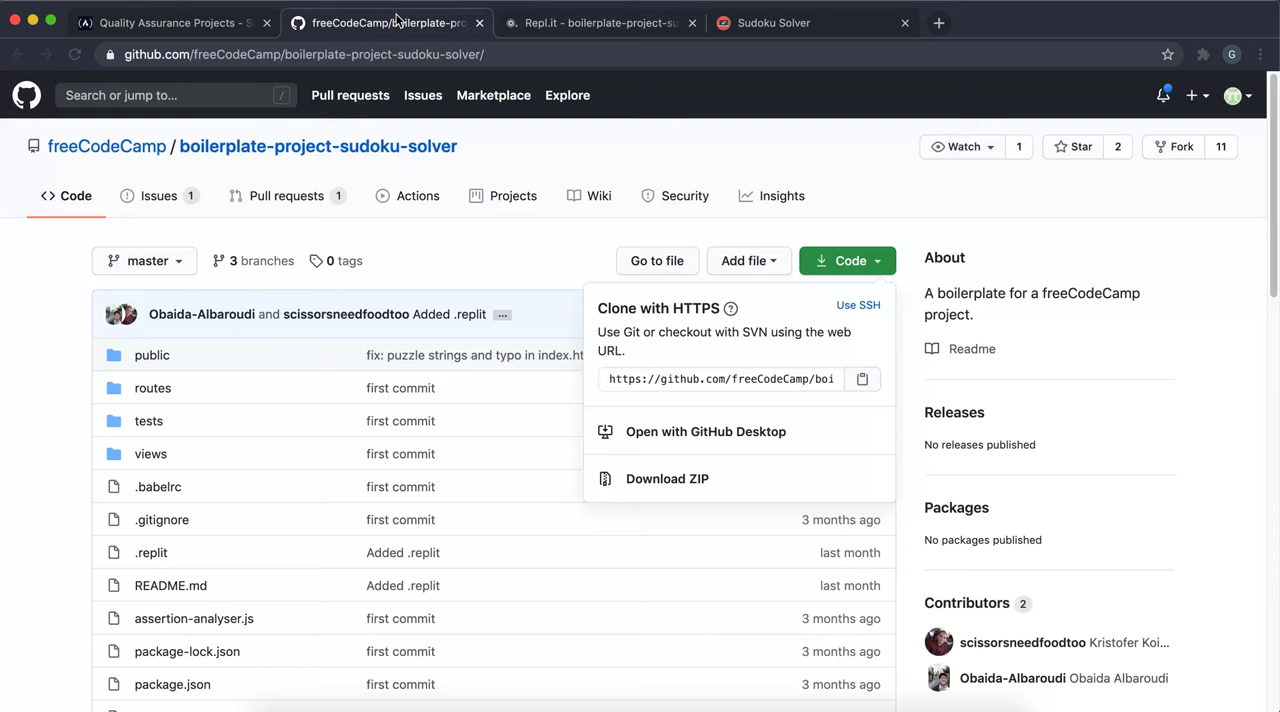 Quality Assurance Projects - S
freeCodeCamp/boilerplate-pro
Repl.it - boilerplate-project-su
Sudoku Solver
github.com/freeCodeCamp/boilerplate-project-sudoku-solver/
G
Search or jump to...
/
Pull requests
Issues
Marketplace
Explore
freeCodeCamp / boilerplate-project-sudoku-solver
Watch 1
Star 2
Fork 11
Code
Issues 1
Pull requests 1
Actions
Projects
Wiki
Security
Insights
master
3 branches
0 tags
Go to file
Add file
Code
Clone with HTTPS
Use SSH
Use Git or checkout with SVN using the web
URL.
https://github.com/freeCodeCamp/boi
Open with GitHub Desktop
Download ZIP
Obaida-Albaroudi and scissorsneedfoodtoo Added .replit ...
public fix: puzzle strings and typo in index.ht
routes first commit
tests first commit
views first commit
.babelrc first commit
.gitignore first commit 3 months ago
.replit Added .replit last month
README.md Added .replit last month
assertion-analyser.js first commit 3 months ago
package-lock.json first commit 3 months ago
package.json first commit 3 months ago
About
A boilerplate for a freeCodeCamp
project.
Readme
Releases
No releases published
Packages
No packages published
Contributors 2
scissorsneedfoodtoo Kristofer Koi...
Obaida-Albaroudi Obaida Albaroudi